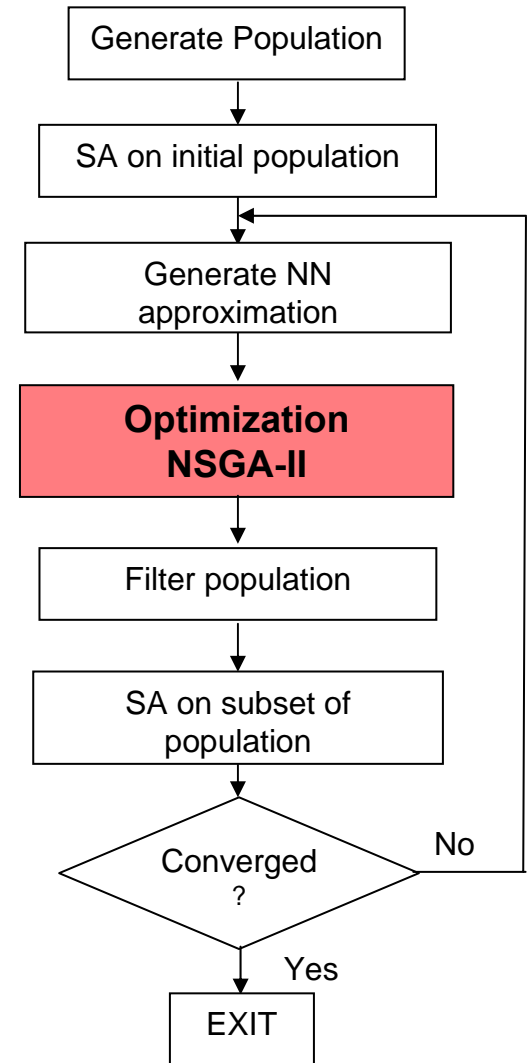 Generate Population
SA on initial population
Generate NN
approximation
Optimization
NSGA-II
Filter population
SA on subset of
population
Converged
?
No
Yes
EXIT